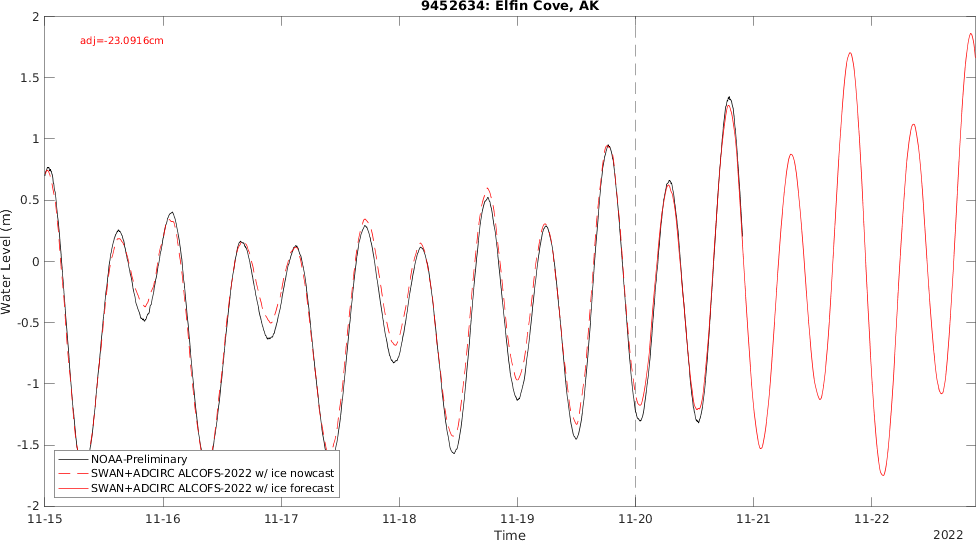 9452634: Elfin Cove, AK
adj=-23.0916cm
2
1.5
1
0.5
0
-0.5
-1
-1.5
-2
Water Level (m)
NOAA-Preliminary
SWAN+ADCIRC ALCOFS-2022 w/ ice nowcast
SWAN+ADCIRC ALCOFS-2022 w/ ice forecast
11-15 11-16 11-17 11-18 11-19 11-20 11-21 11-22
Time
2022